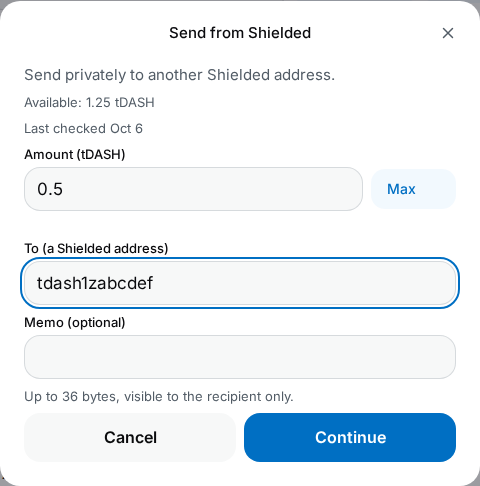 Send from Shielded
Send privately to another Shielded address.
Available: 1.25 tDASH
Last checked Oct 6
Amount (tDASH)
0.5
Max
To (a Shielded address)
tdash1zabcdef
Memo (optional)
Up to 36 bytes, visible to the recipient only.
Cancel
Continue